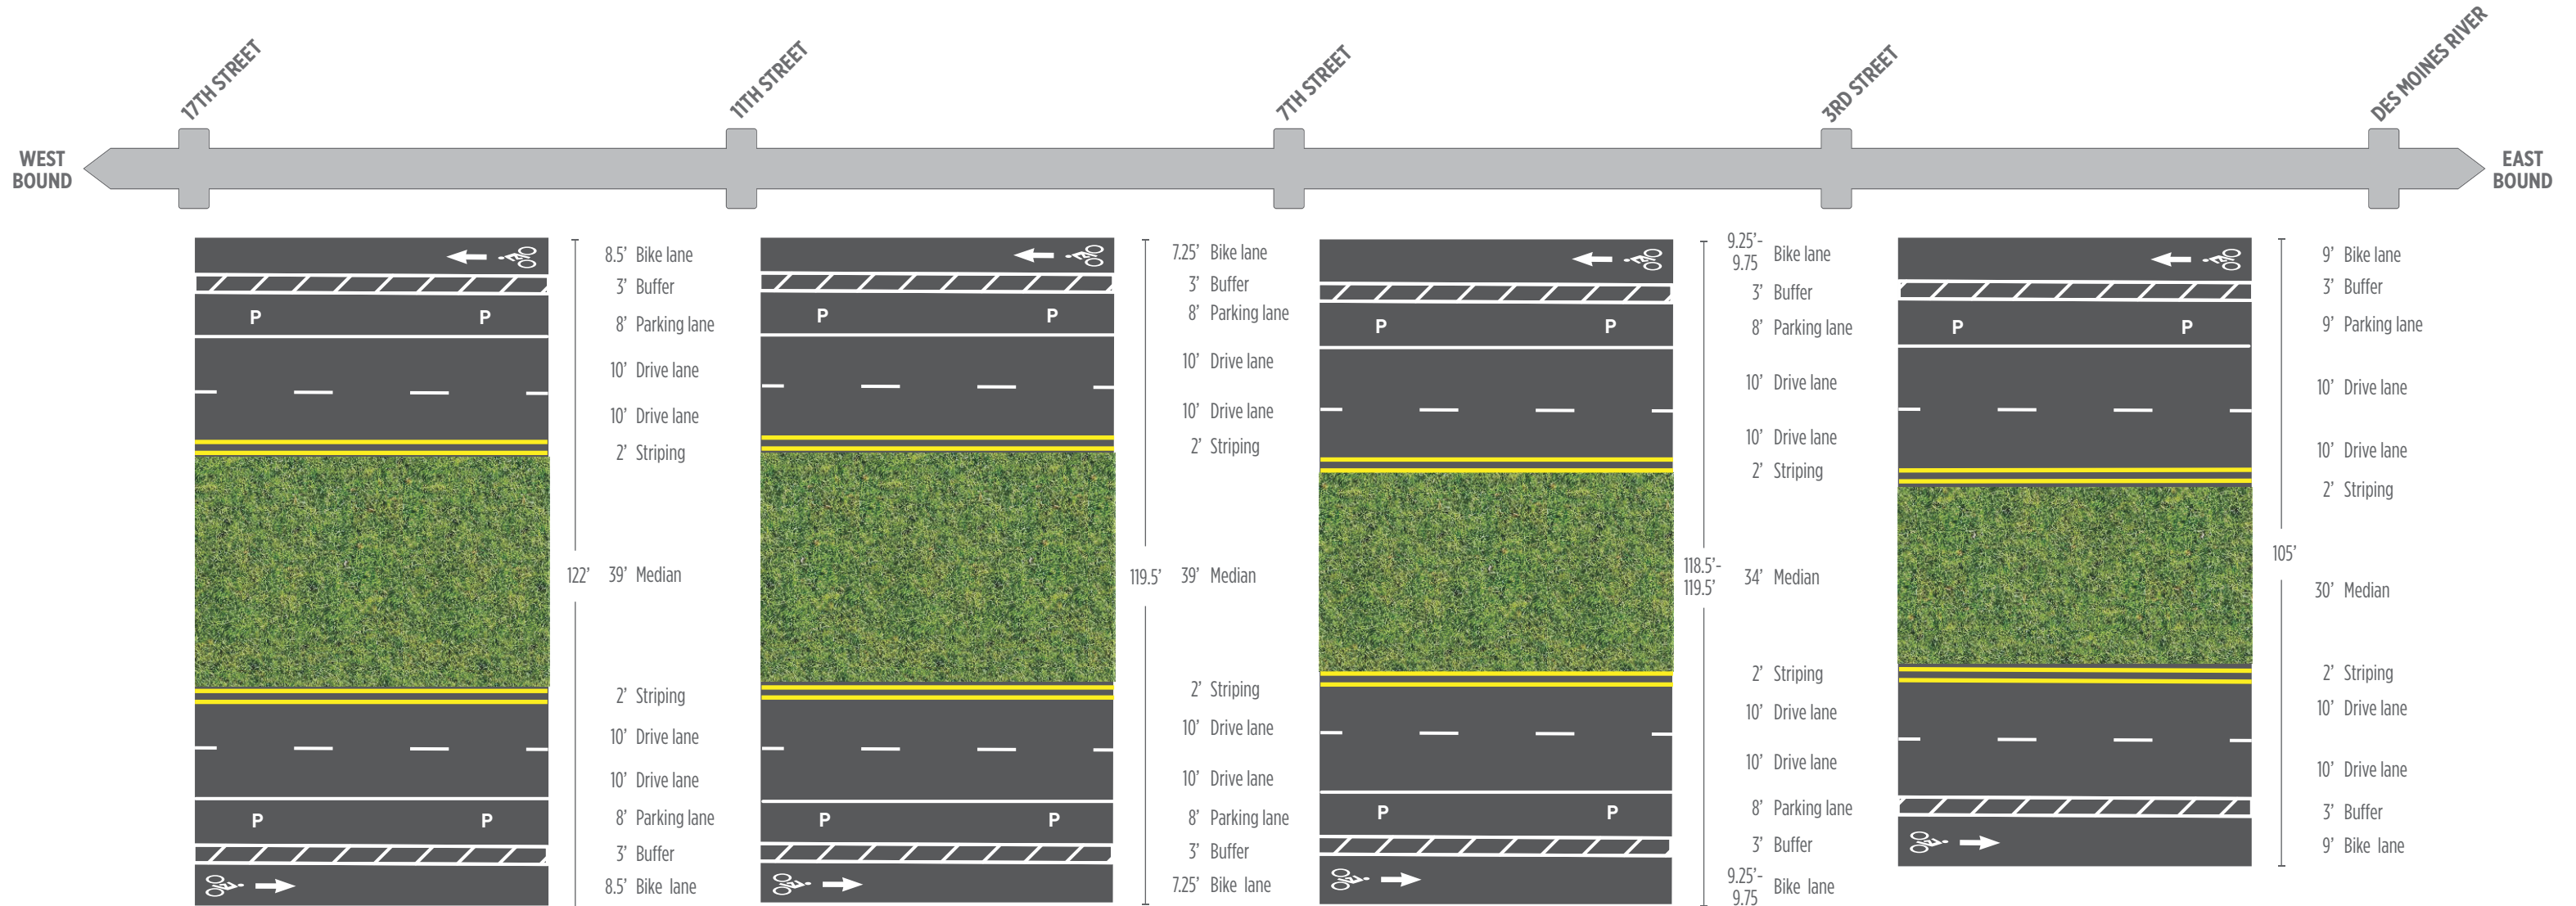 17TH STREET
11TH STREET
7TH STREET
3RD STREET
DES MOINES RIVER
WEST
BOUND
EAST
BOUND
P P
P P
122’
8.5’ Bike lane
3’ Buffer
8’ Parking lane
10’ Drive lane
10’ Drive lane
2’ Striping
39’ Median
2’ Striping
10’ Drive lane
10’ Drive lane
8’ Parking lane
3’ Buffer
8.5’ Bike lane
P P
P P
119.5’
7.25’ Bike lane
3’ Buffer
8’ Parking lane
10’ Drive lane
10’ Drive lane
2’ Striping
39’ Median
2’ Striping
10’ Drive lane
10’ Drive lane
8’ Parking lane
3’ Buffer
7.25’ Bike lane
P P
P P
118.5’-
119.5’
9.25’-
9.75 Bike lane
3’ Buffer
8’ Parking lane
10’ Drive lane
10’ Drive lane
2’ Striping
34’ Median
2’ Striping
10’ Drive lane
10’ Drive lane
8’ Parking lane
3’ Buffer
9.25’-
9.75 Bike lane
P P
105’
9’ Bike lane
3’ Buffer
9’ Parking lane
10’ Drive lane
10’ Drive lane
2’ Striping
30’ Median
2’ Striping
10’ Drive lane
10’ Drive lane
3’ Buffer
9’ Bike lane